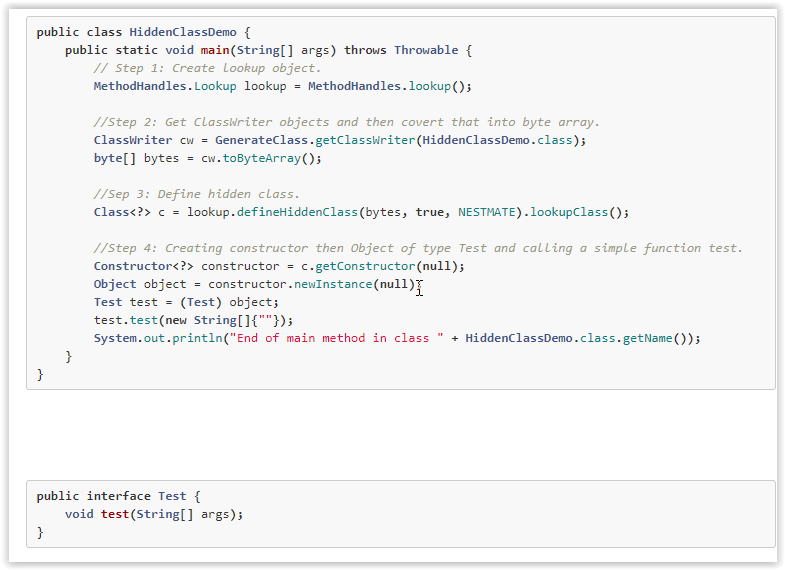 public class HiddenClassDemo {
    public static void main(String[] args) throws Throwable {
        // Step 1: Create lookup object.
        MethodHandles.Lookup lookup = MethodHandles.lookup();

        //Step 2: Get ClassWriter objects and then covert that into byte array.
        ClassWriter cw = GenerateClass.getClassWriter(HiddenClassDemo.class);
        byte[] bytes = cw.toByteArray();

        //Sep 3: Define hidden class.
        Class<?> c = lookup.defineHiddenClass(bytes, true, NESTMATE).lookupClass();

        //Step 4: Creating constructor then Object of type Test and calling a simple function test.
        Constructor<?> constructor = c.getConstructor(null);
        Object object = constructor.newInstance(null);
        Test test = (Test) object;
        test.test(new String[]{""});
        System.out.println("End of main method in class " + HiddenClassDemo.class.getName());
    }
}

public interface Test {
    void test(String[] args);
}